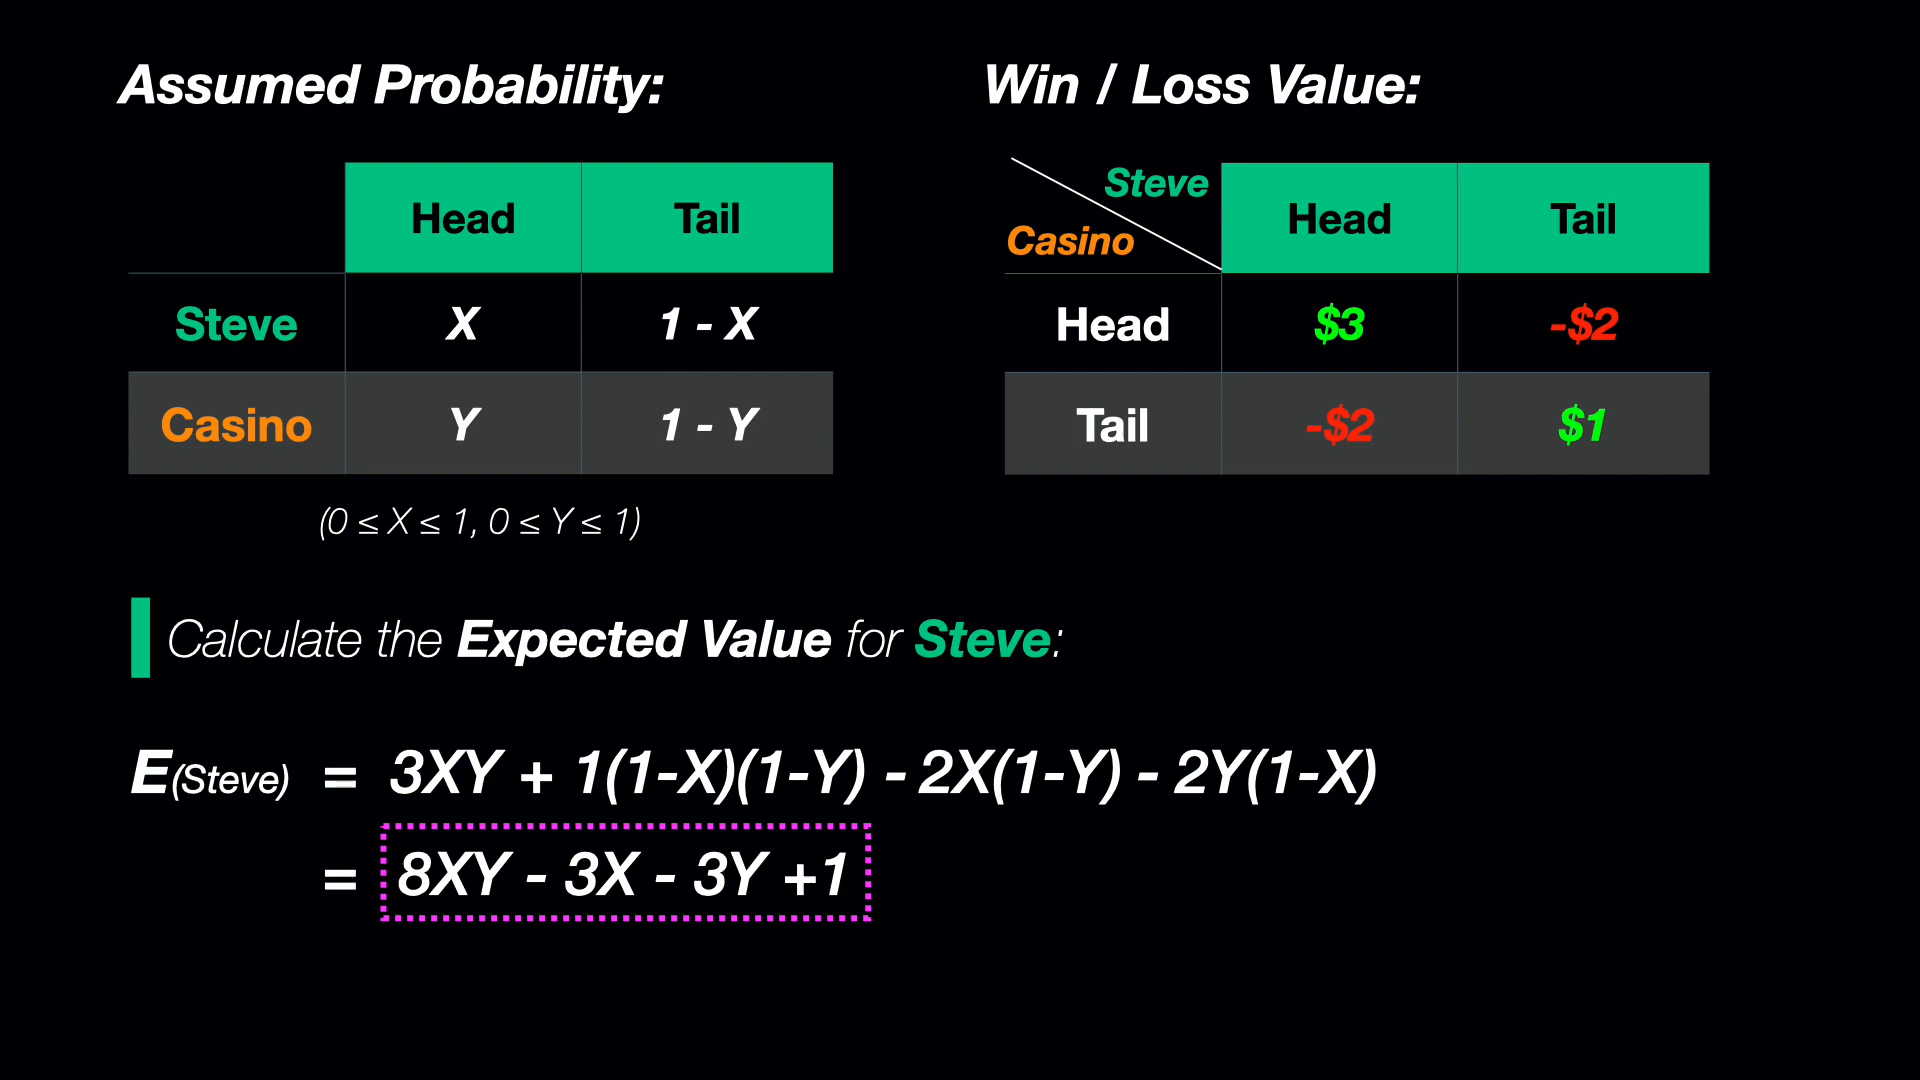 Assumed Probability:
Head Tail
Steve X 1 - X
Casino Y 1 - Y
(0 ≤ X ≤ 1, 0 ≤ Y ≤ 1)
Win / Loss Value:
Steve
Casino
Head Tail
Head $3 -$2
Tail -$2 $1
Calculate the Expected Value for Steve:
E(Steve) = 3XY + 1(1-X)(1-Y) - 2X(1-Y) - 2Y(1-X)
= 8XY - 3X - 3Y +1